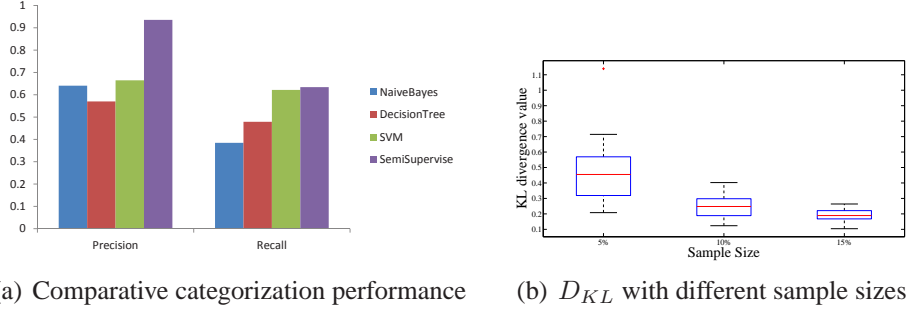 1
0.9
0.8
0.7
0.6
0.5
0.4
0.3
0.2
0.1
0
Precision
Recall
NaiveBayes
DecisionTree
SVM
SemiSupervise
KL divergence value
1.1
1
0.9
0.8
0.7
0.6
0.5
0.4
0.3
0.2
0.1
5%
10%
15%
Sample Size
a) Comparative categorization performance
(b) D_{KL} with different sample sizes